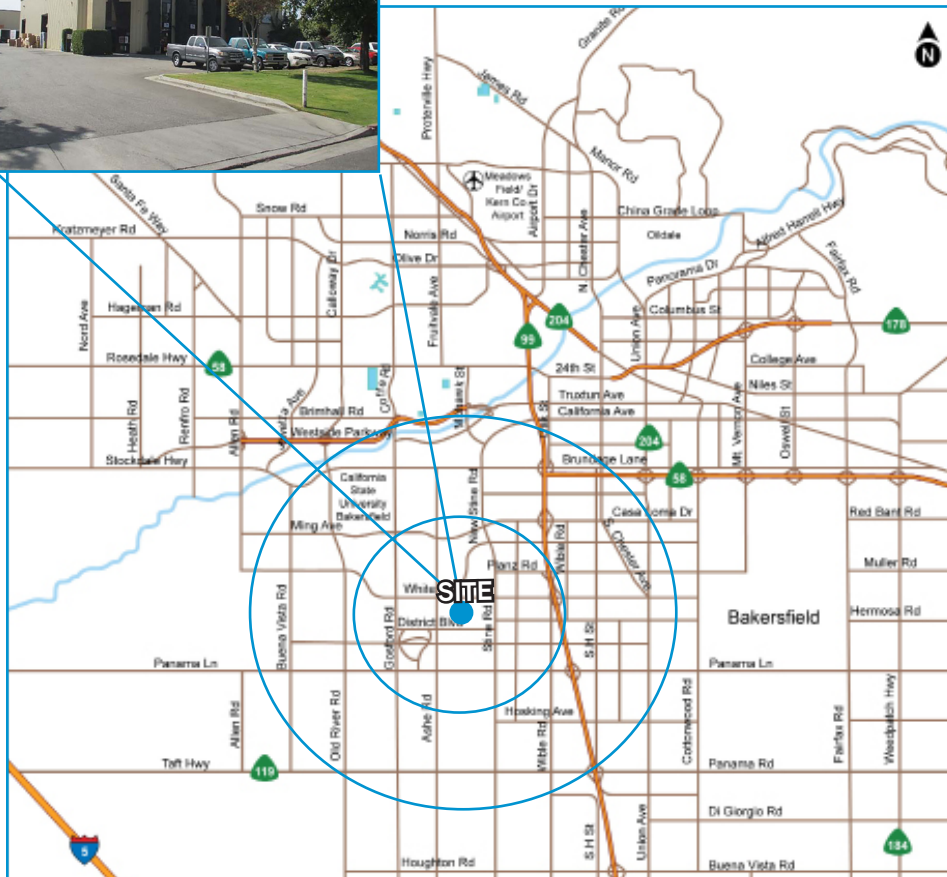 N
Granite Rd
James Rd
Proterville Hwy
Manor Rd
Meadows
Field/
Kern Co
Airport
Airport Dr
N. Chester Ave
China Grade Loop
Oildale
Alfred Harrell Hwy
Santa Fe Way
Snow Rd
Kratzmeyer Rd
Norris Rd
Olive Dr
Calloway Dr
Fruitvale Ave
Panorama Dr
Fairfax Rd
Nord Ave
Hageman Rd
Columbus St
Union Ave
204
99
178
Rosedale Hwy
58
24th St
College Ave
Niles St
Heath Rd
Renfro Rd
Allen Rd
Coffee Rd
Truxtun Ave
California Ave
Mt. Vernon Ave
Oswell St
Brimhall Rd
Westside Parkway
204
Stockdale Hwy
Brundage Lane
58
California
State
University
Bakersfield
New Stine Rd
Casa Loma Dr
Red Bant Rd
Ming Ave
Wible Rd
S. Chester Ave
Planz Rd
Muller Rd
White
SITE
District Blvd
Buena Vista Rd
Gosford Rd
Stine Rd
S H St
Bakersfield
Hermosa Rd
Panama Ln
Panama Ln
Allen Rd
Old River Rd
Ashe Rd
Hosking Ave
Wible Rd
Cottonwood Rd
Fairfax Rd
Weedpatch Hwy
Taft Hwy
119
Panama Rd
Di Giorgio Rd
S H St
Union Ave
5
184
Houghton Rd
Buena Vista Rd